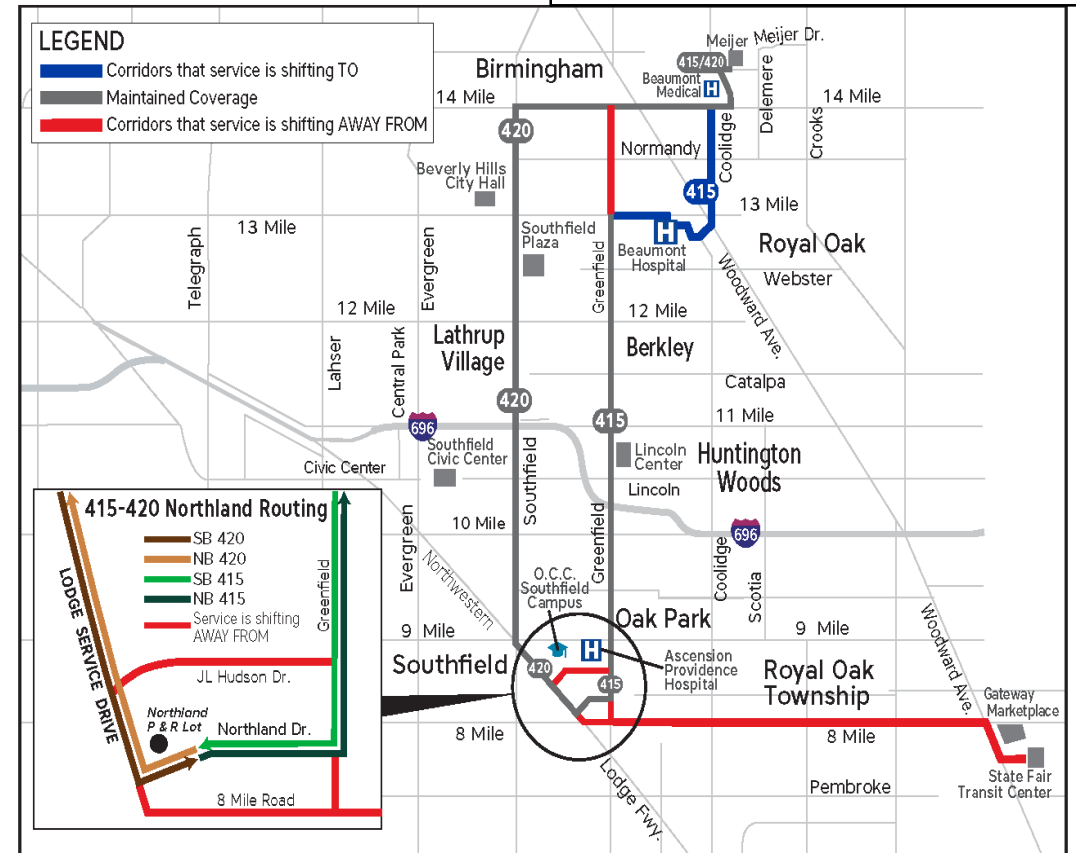 LEGEND
Corridors that service is shifting TO
Maintained Coverage
Corridors that service is shifting AWAY FROM
Birmingham
415/420
Meijer
Meijer Dr.
Beaumont
Medical
H
14 Mile
14 Mile
420
Normandy
Coolidge
Delemere
Crooks
Beverly Hills
City Hall
415
13 Mile
13 Mile
Southfield
Plaza
H
Beaumont
Hospital
Royal Oak
Webster
Telegraph
Evergreen
Greenfield
Woodward Ave.
12 Mile
12 Mile
Lathrup
Village
Berkley
Lahser
Central Park
Catalpa
420
415
11 Mile
696
Southfield
Civic Center
Civic Center
Lincoln
Center
Lincoln
Huntington
Woods
Southfield
10 Mile
Greenfield
696
Evergreen
Northwestern
Coolidge
Scotia
O.C.C.
Southfield
Campus
Oak Park
9 Mile
9 Mile
H
Ascension
Providence
Hospital
Southfield
420
415
Royal Oak
Township
Woodward Ave.
Gateway
Marketplace
8 Mile
8 Mile
State Fair
Transit Center
Pembroke
Lodge Fwy.
415-420 Northland Routing
SB 420
NB 420
SB 415
NB 415
Service is shifting
AWAY FROM
Greenfield
LODGE SERVICE DRIVE
JL Hudson Dr.
Northland
P & R Lot
Northland Dr.
8 Mile Road